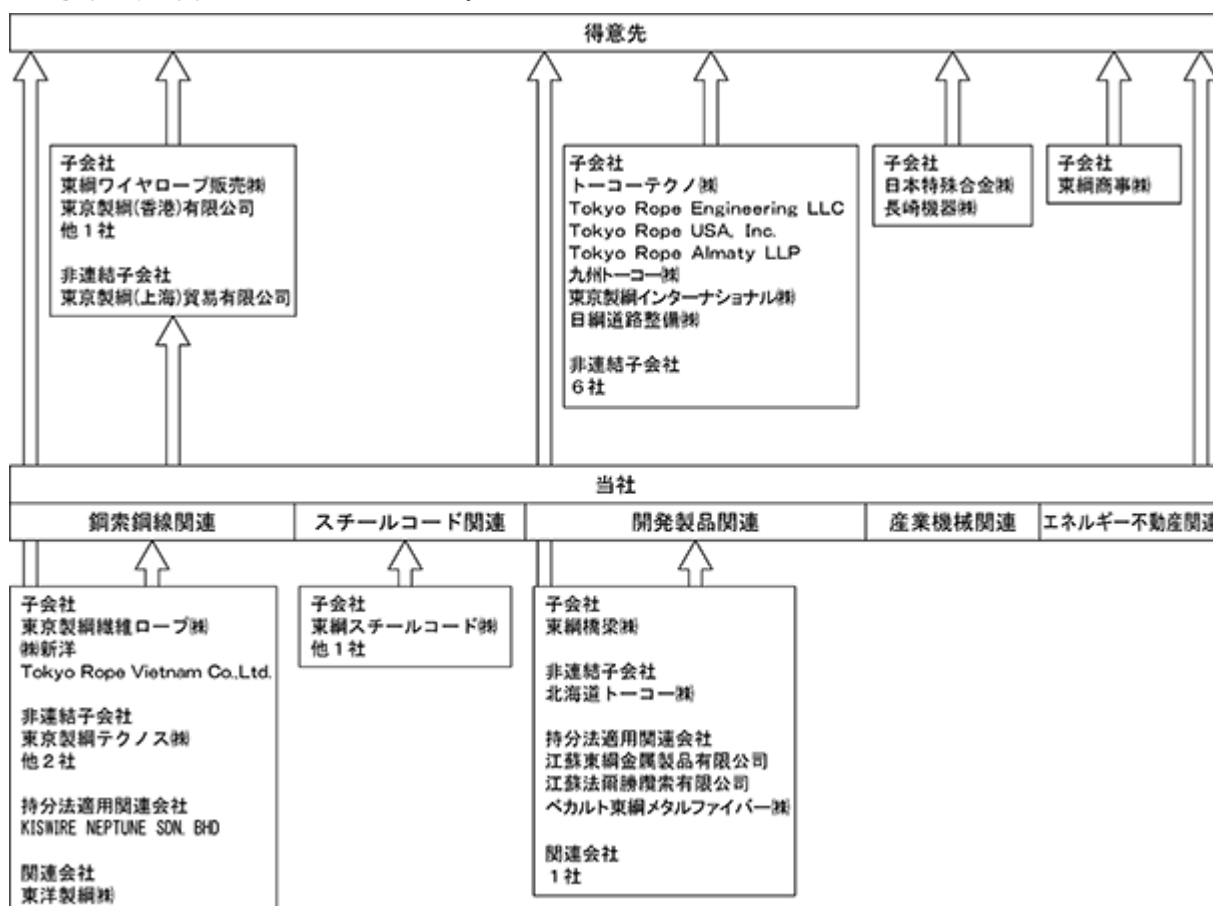 得意先
子会社
東綱ワイヤロープ販売㈱
東京製綱(香港)有限公司
他1社
非連結子会社
東京製綱(上海)貿易有限公司
子会社
トーコーテクノ㈱
Tokyo Rope Engineering LLC
Tokyo Rope USA, Inc.
Tokyo Rope Almaty LLP
九州トーコー㈱
東京製綱インターナショナル㈱
日綱道路整備㈱
非連結子会社
6社
子会社
日本特殊合金㈱
長崎機器㈱
子会社
東綱商事㈱
当社
鋼索鋼線関連
スチールコード関連
開発製品関連
産業機械関連
エネルギー不動産関連
子会社
東京製綱繊維ロープ㈱
㈱新洋
Tokyo Rope Vietnam Co.,Ltd.
非連結子会社
東京製綱テクノス㈱
他2社
持分法適用関連会社
KISWIRE NEPTUNE SDN. BHD
関連会社
東洋製綱㈱
子会社
東綱スチールコード㈱
他1社
子会社
東綱橋梁㈱
非連結子会社
北海道トーコー㈱
持分法適用関連会社
江蘇東綱金属製品有限公司
江蘇法爾勝纜索有限公司
ベカルト東綱メタルファイバー㈱
関連会社
1社